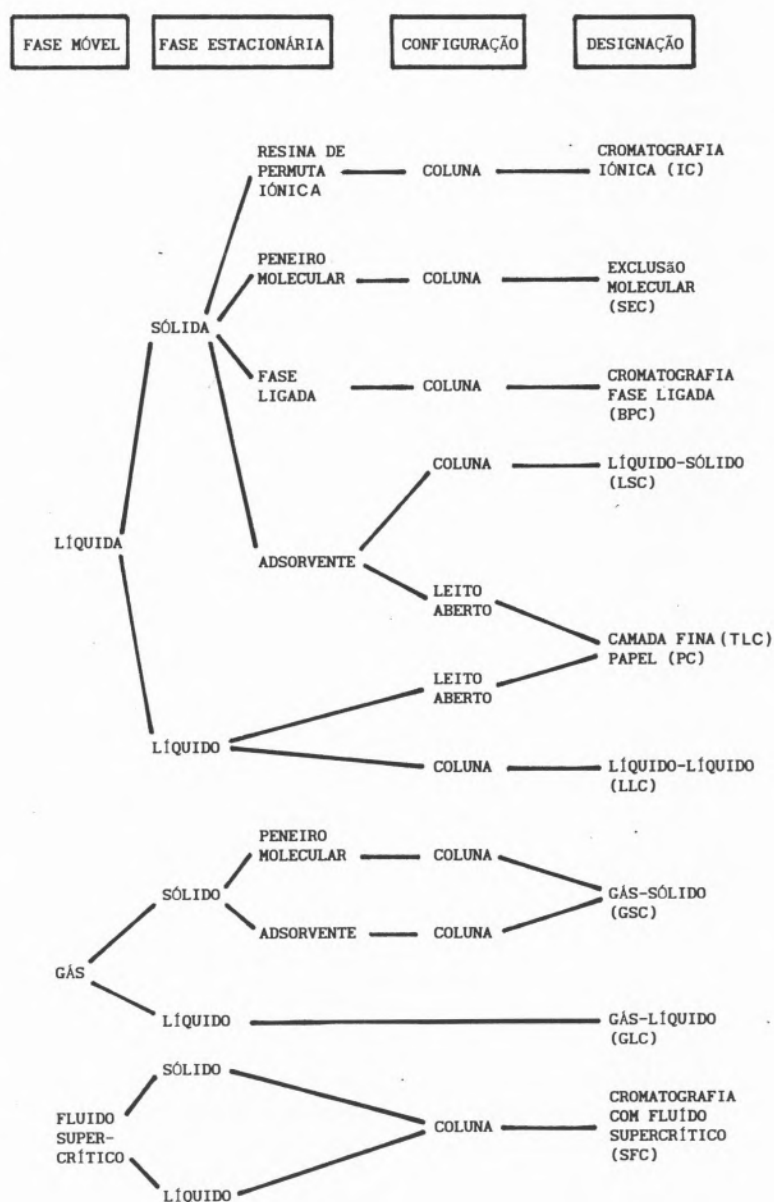 FASE MÓVEL
FASE ESTACIONÁRIA
CONFIGURAÇÃO
DESIGNAÇÃO
RESINA DE
PERMUTA
IÓNICA
COLUNA
CROMATOGRAFIA
IÓNICA (IC)
PENEIRO
MOLECULAR
COLUNA
EXCLUSãO
MOLECULAR
(SEC)
SÓLIDA
FASE
LIGADA
COLUNA
CROMATOGRAFIA
FASE LIGADA
(BPC)
COLUNA
LÍQUIDO-SÓLIDO
(LSC)
LÍQUIDA
ADSORVENTE
LEITO
ABERTO
CAMADA FINA (TLC)
PAPEL (PC)
LEITO
ABERTO
LÍQUIDO
COLUNA
LÍQUIDO-LÍQUIDO
(LLC)
PENEIRO
MOLECULAR
COLUNA
SÓLIDO
GÁS-SÓLIDO
(GSC)
ADSORVENTE
COLUNA
GÁS
LÍQUIDO
GÁS-LÍQUIDO
(GLC)
SÓLIDO
FLUIDO
SUPER-
CRÍTICO
COLUNA
CROMATOGRAFIA
COM FLUÍDO
SUPERCRÍTICO
(SFC)
LÍQUIDO